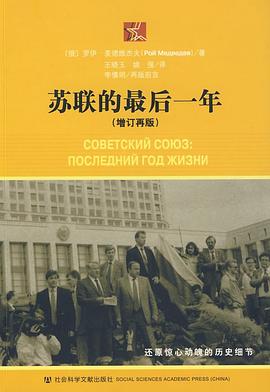 〔俄〕罗伊·麦德维杰夫(Рой Медведев)/著
王晓玉 姚强/译
李慎明/再版前言
苏联的最后一年
(增订再版)
СОВЕТСКИЙ СОЮЗ:
ПОСЛЕДНИЙ ГОД ЖИЗНИ
还原惊心动魄的历史细节
社会科学文献出版社
SOCIAL SCIENCES ACADEMIC PRESS (CHINA)